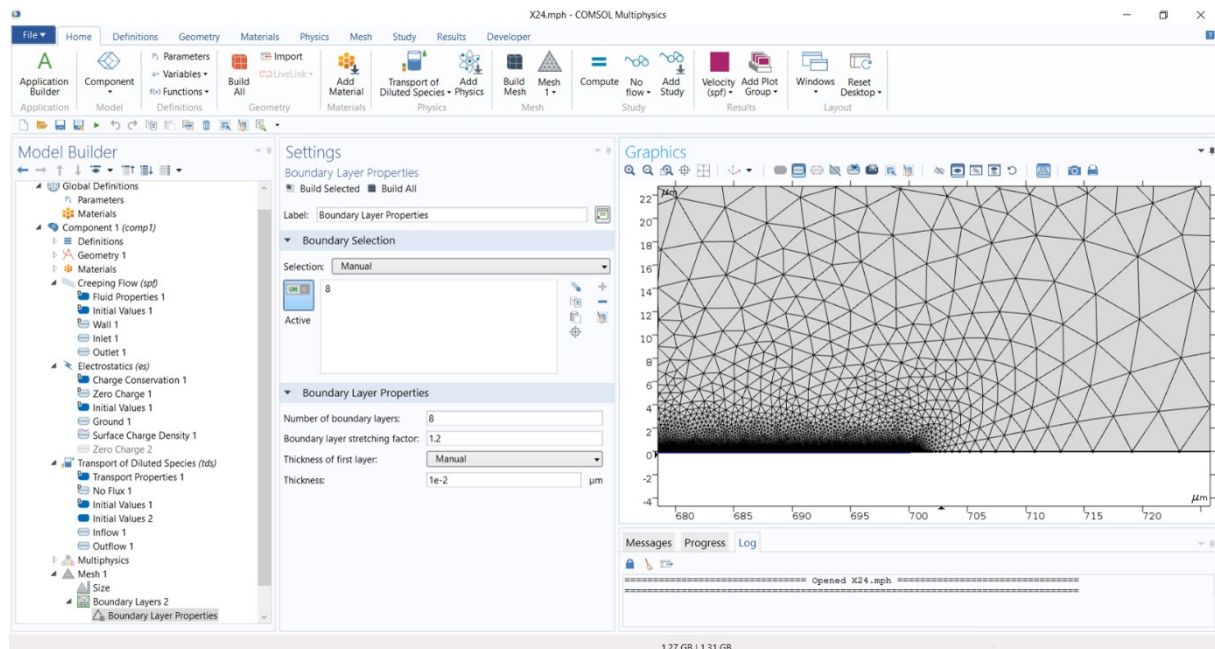 X24.mph - COMSOL Multiphysics
File Home Definitions Geometry Materials Physics Mesh Study Results Developer
Application Builder
Component
Pi Parameters
a= Variables
f(x) Functions
Build All
Import
LiveLink
Add Material
Transport of Diluted Species
Add Physics
Build Mesh
Mesh 1
Compute
No flow
Add Study
Velocity (spf)
Add Plot Group
Windows
Reset Desktop
Application Model Definitions Geometry Materials Physics Mesh Study Results Layout
Model Builder
Global Definitions
Pi Parameters
Materials
Component 1 (comp1)
Definitions
Geometry 1
Materials
Creeping Flow (spf)
Fluid Properties 1
Initial Values 1
Wall 1
Inlet 1
Outlet 1
Electrostatics (es)
Charge Conservation 1
Zero Charge 1
Initial Values 1
Ground 1
Surface Charge Density 1
Zero Charge 2
Transport of Diluted Species (tds)
Transport Properties 1
No Flux 1
Initial Values 1
Initial Values 2
Inflow 1
Outflow 1
Multiphysics
Mesh 1
Size
Boundary Layers 2
Boundary Layer Properties
Settings
Boundary Layer Properties
Build Selected Build All
Label: Boundary Layer Properties
Boundary Selection
Selection: Manual
ON
8
Active
Boundary Layer Properties
Number of boundary layers: 8
Boundary layer stretching factor: 1.2
Thickness of first layer: Manual
Thickness: 1e-2 μm
Graphics
μm
22
20
18
16
14
12
10
8
6
4
2
0
-2
-4
μm
680 685 690 695 700 705 710 715 720
Messages Progress Log
================================ Opened X24.mph ================================
1.27 GB | 1.31 GB